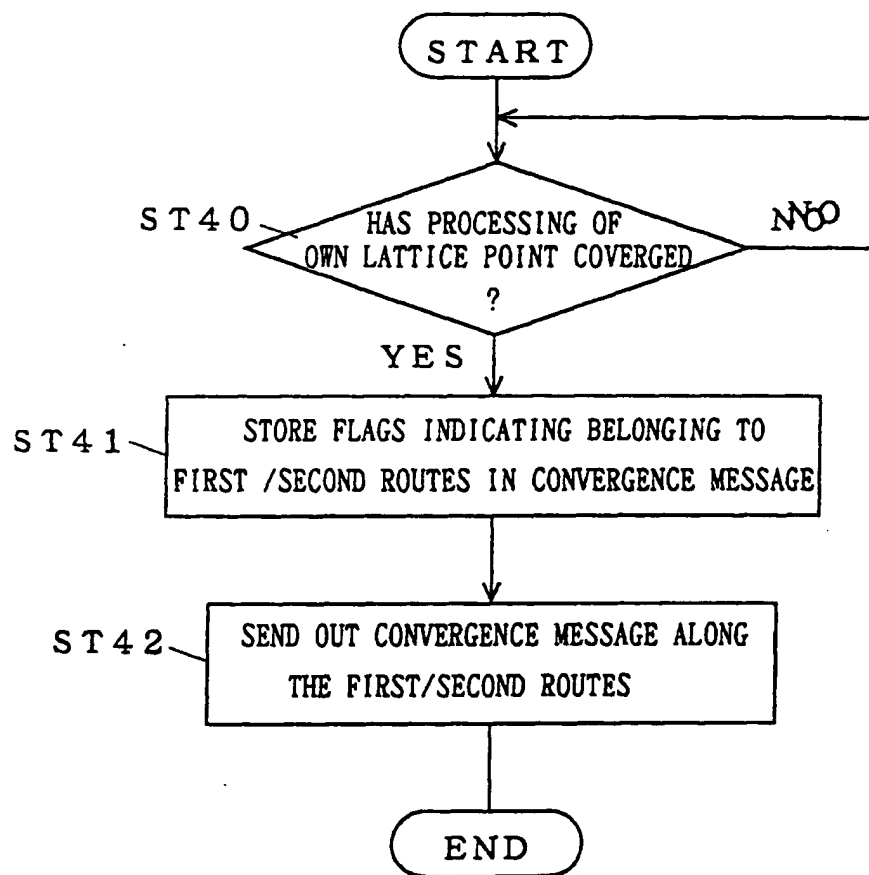 START
ST40
HAS PROCESSING OF
OWN LATTICE POINT COVERGED
?
NO
YES
ST41
STORE FLAGS INDICATING BELONGING TO
FIRST /SECOND ROUTES IN CONVERGENCE MESSAGE
ST42
SEND OUT CONVERGENCE MESSAGE ALONG
THE FIRST/SECOND ROUTES
END